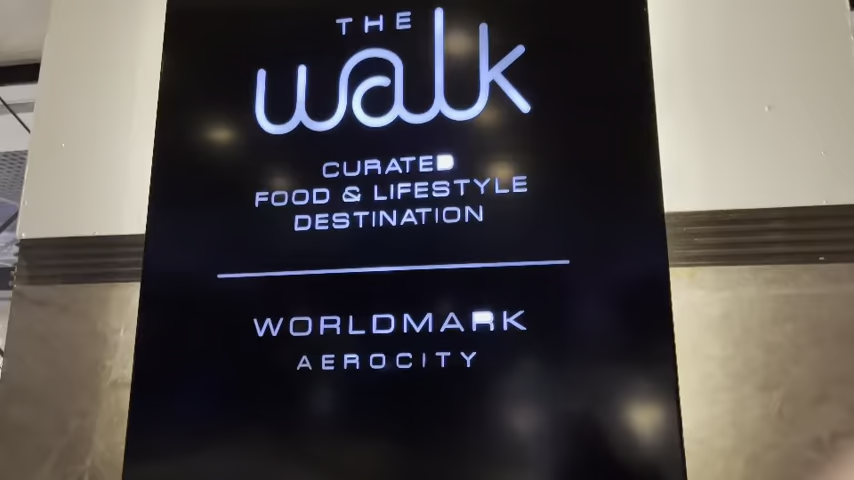 THE
walk
CURATED
FOOD & LIFESTYLE
DESTINATION
WORLDMARK
AEROCITY